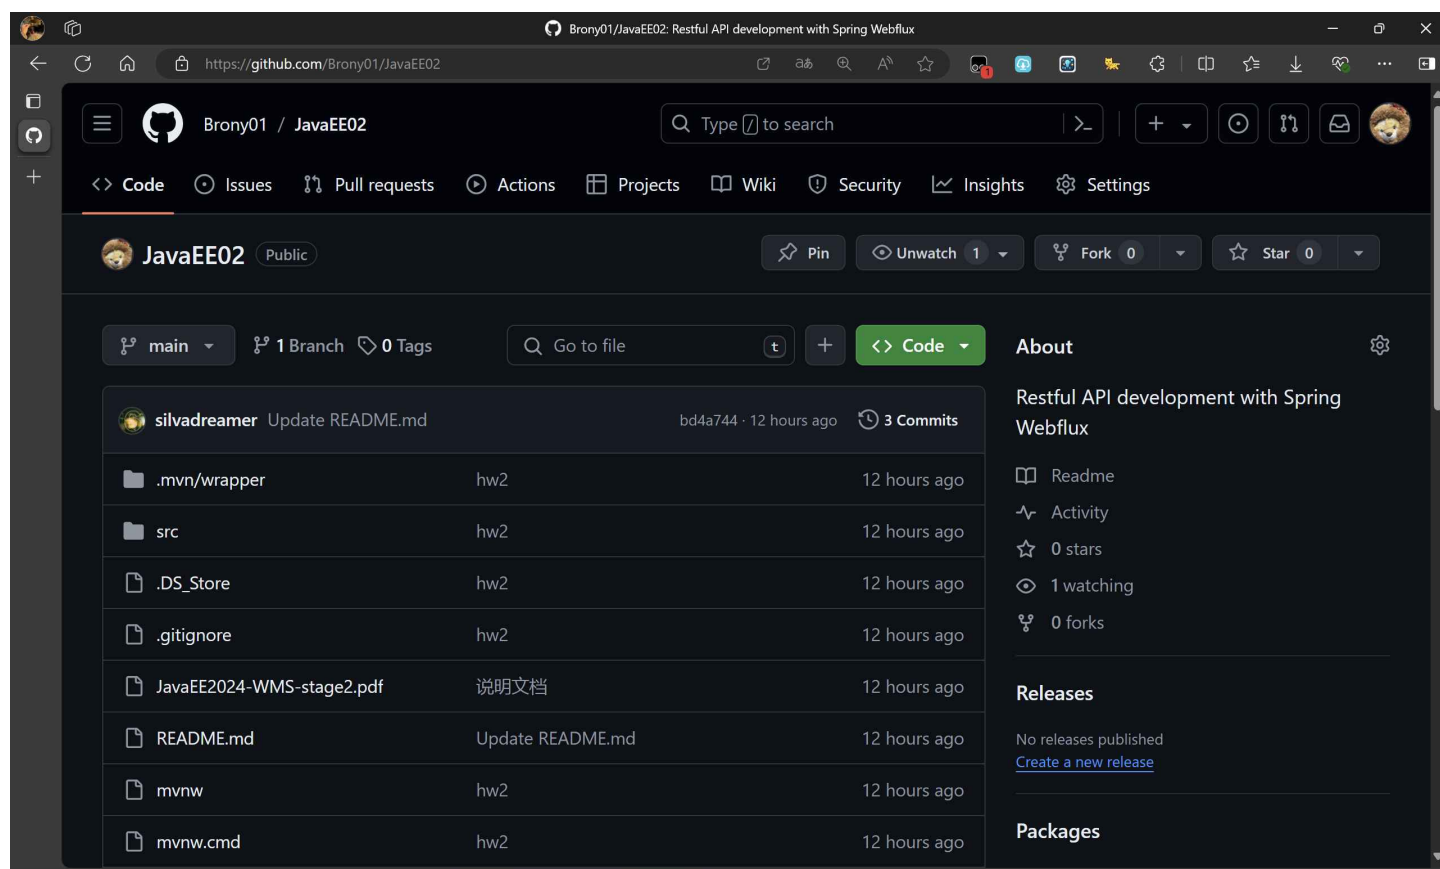 Brony01/JavaEE02: Restful API development with Spring Webflux
https://github.com/Brony01/JavaEE02
Brony01 / JavaEE02
Type / to search
Code Issues Pull requests Actions Projects Wiki Security Insights Settings
JavaEE02 Public
Pin Unwatch 1 Fork 0 Star 0
main 1 Branch 0 Tags Go to file t Code
silvadreamer Update README.md bd4a744 · 12 hours ago 3 Commits
.mvn/wrapper hw2 12 hours ago
src hw2 12 hours ago
.DS_Store hw2 12 hours ago
.gitignore hw2 12 hours ago
JavaEE2024-WMS-stage2.pdf 说明文档 12 hours ago
README.md Update README.md 12 hours ago
mvnw hw2 12 hours ago
mvnw.cmd hw2 12 hours ago
About
Restful API development with Spring
Webflux
Readme
Activity
0 stars
1 watching
0 forks
Releases
No releases published
Create a new release
Packages